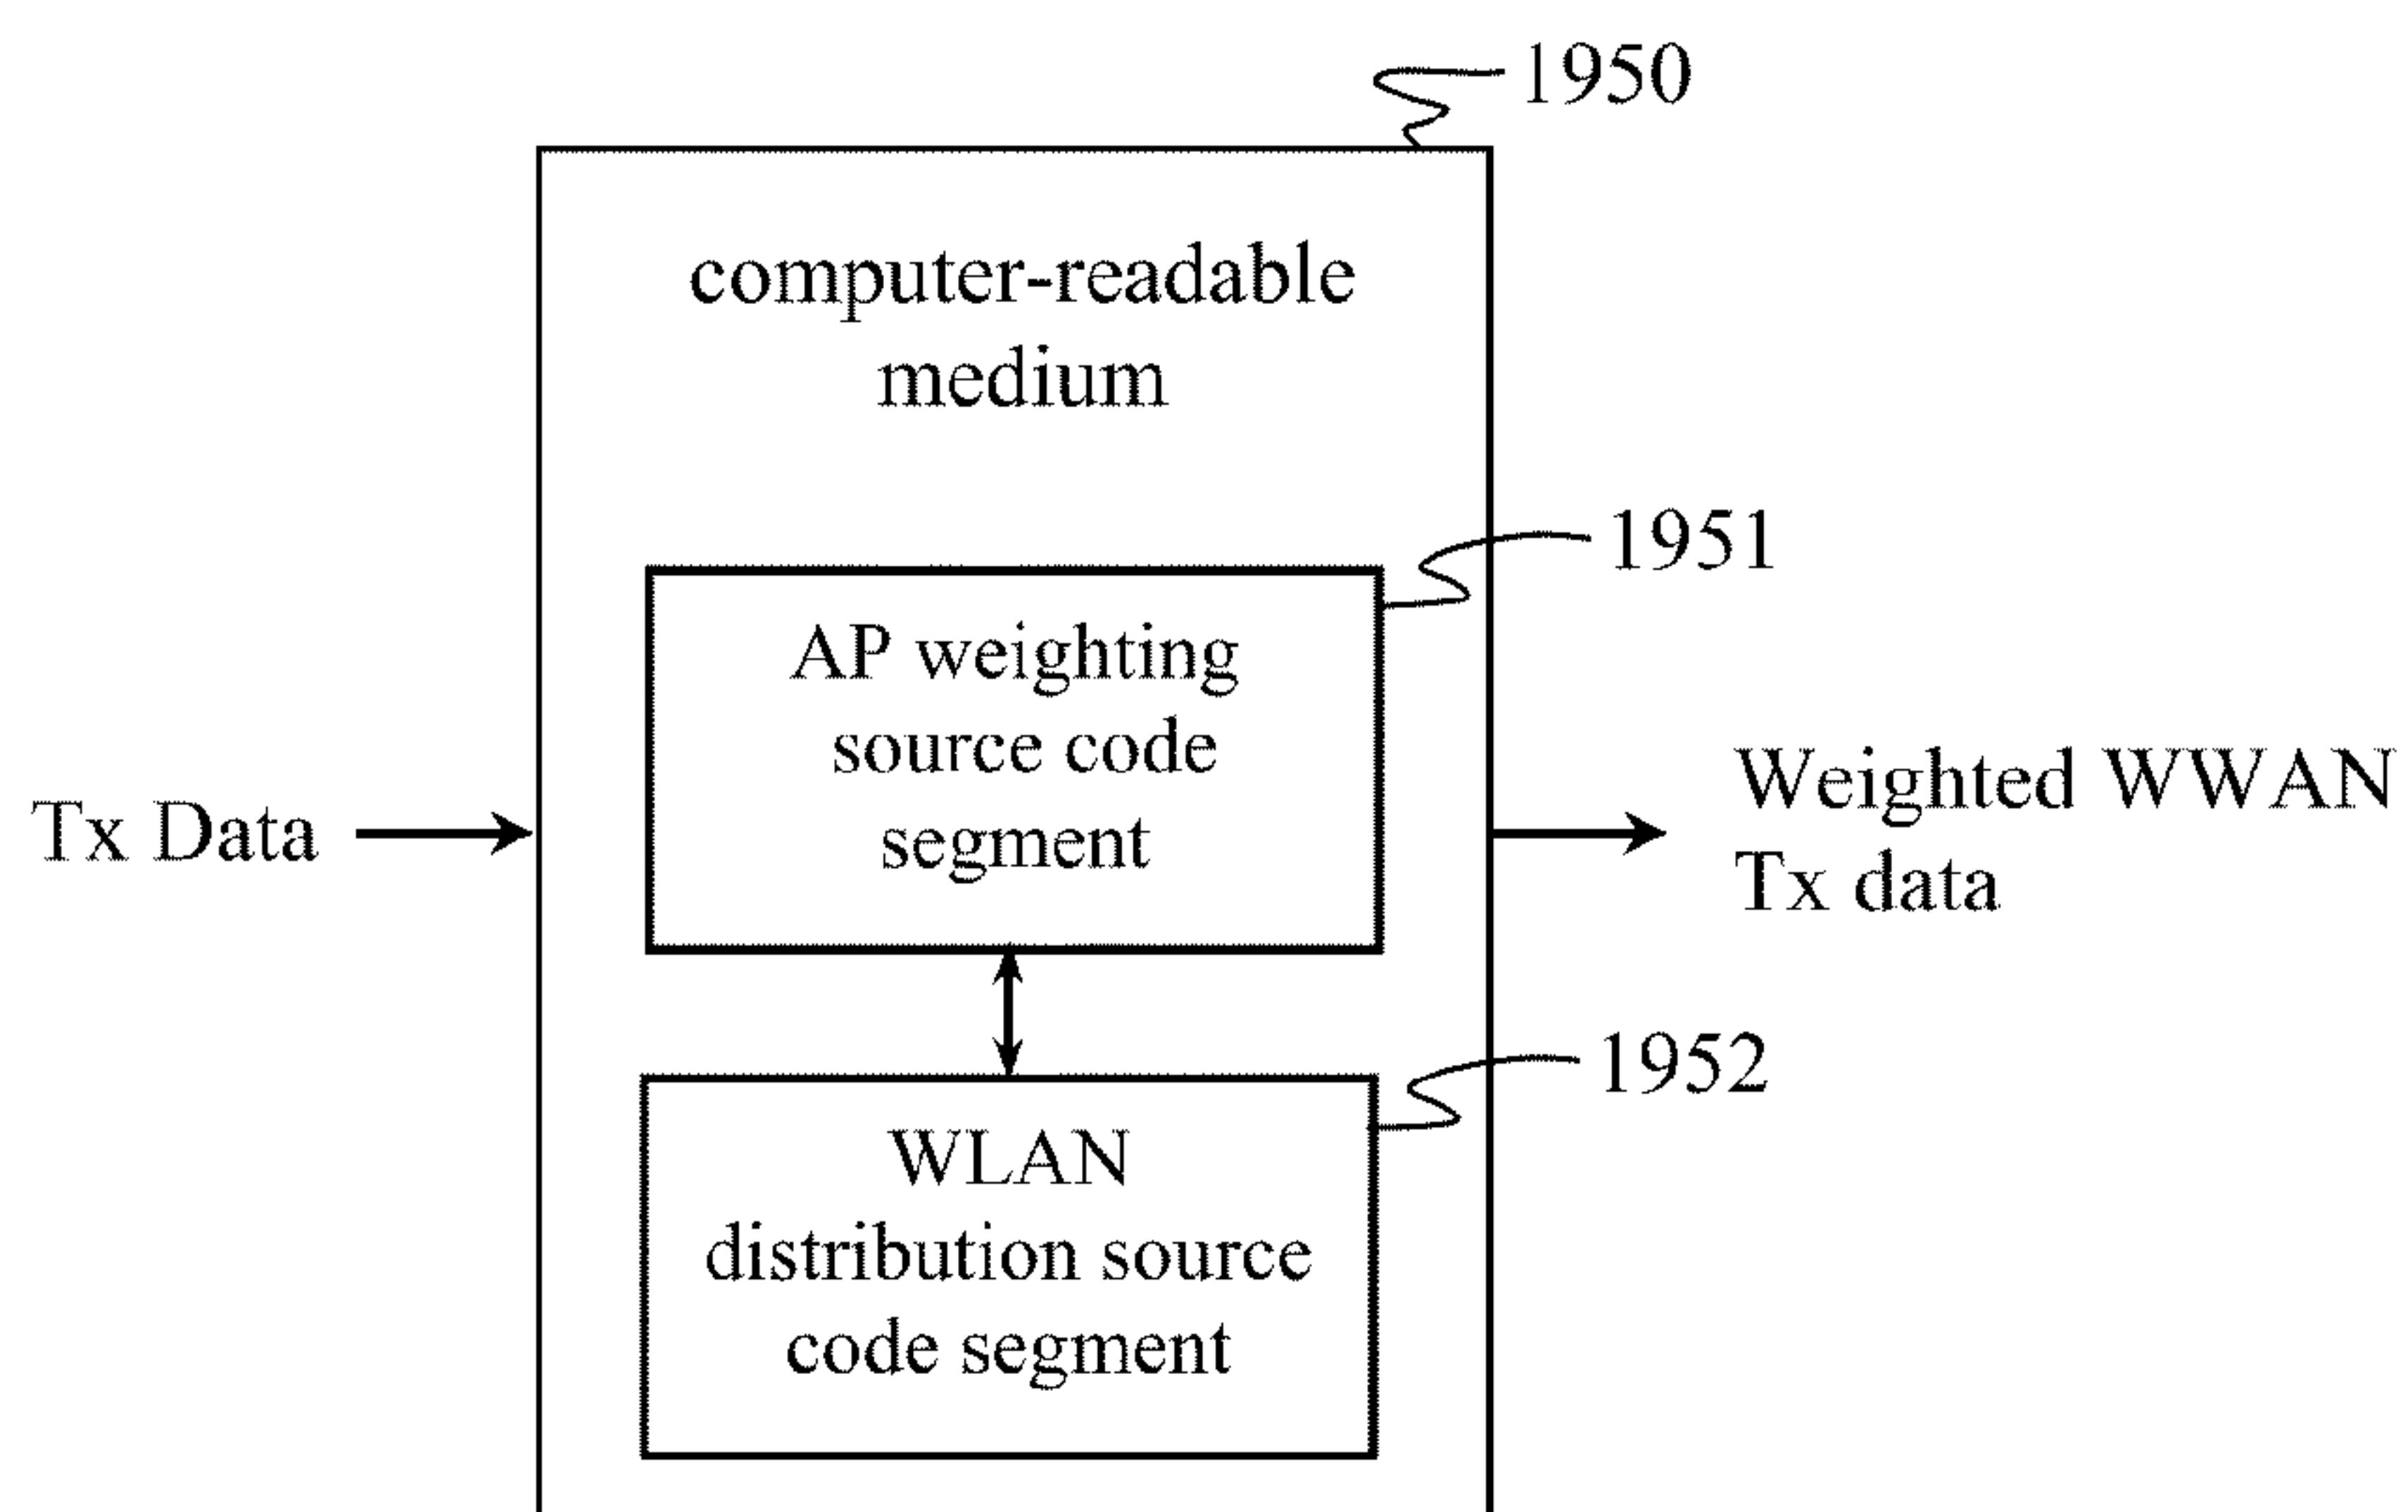 1950
computer-readable
medium
1951
AP weighting
source code
segment
Tx Data
Weighted WWAN
Tx data
1952
WLAN
distribution source
code segment